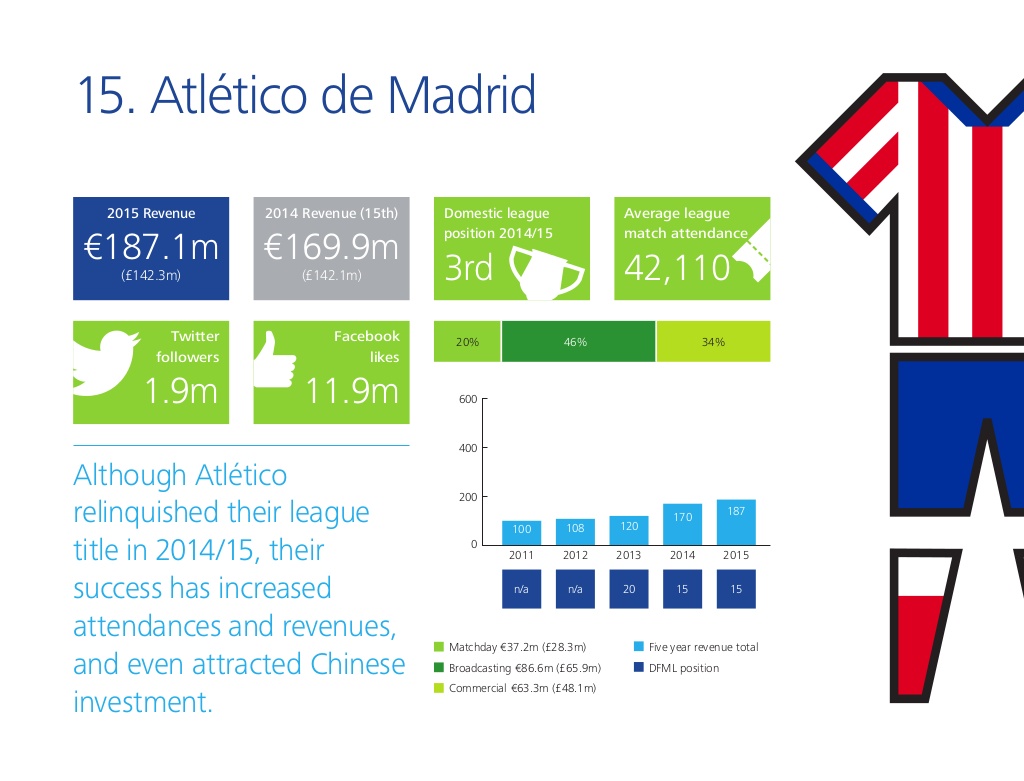 15. Atlético de Madrid
2015 Revenue
€187.1m
(£142.3m)
2014 Revenue (15th)
€169.9m
(£142.1m)
Domestic league
position 2014/15
3rd
Average league
match attendance
42,110
Twitter
followers
1.9m
Facebook
likes
11.9m
20% 46% 34%
Although Atlético
relinquished their league
title in 2014/15, their
success has increased
attendances and revenues,
and even attracted Chinese
investment.
600
400
200
0
100 108 120 170 187
2011 2012 2013 2014 2015
n/a n/a 20 15 15
Matchday €37.2m (£28.3m)
Broadcasting €86.6m (£65.9m)
Commercial €63.3m (£48.1m)
Five year revenue total
DFML position